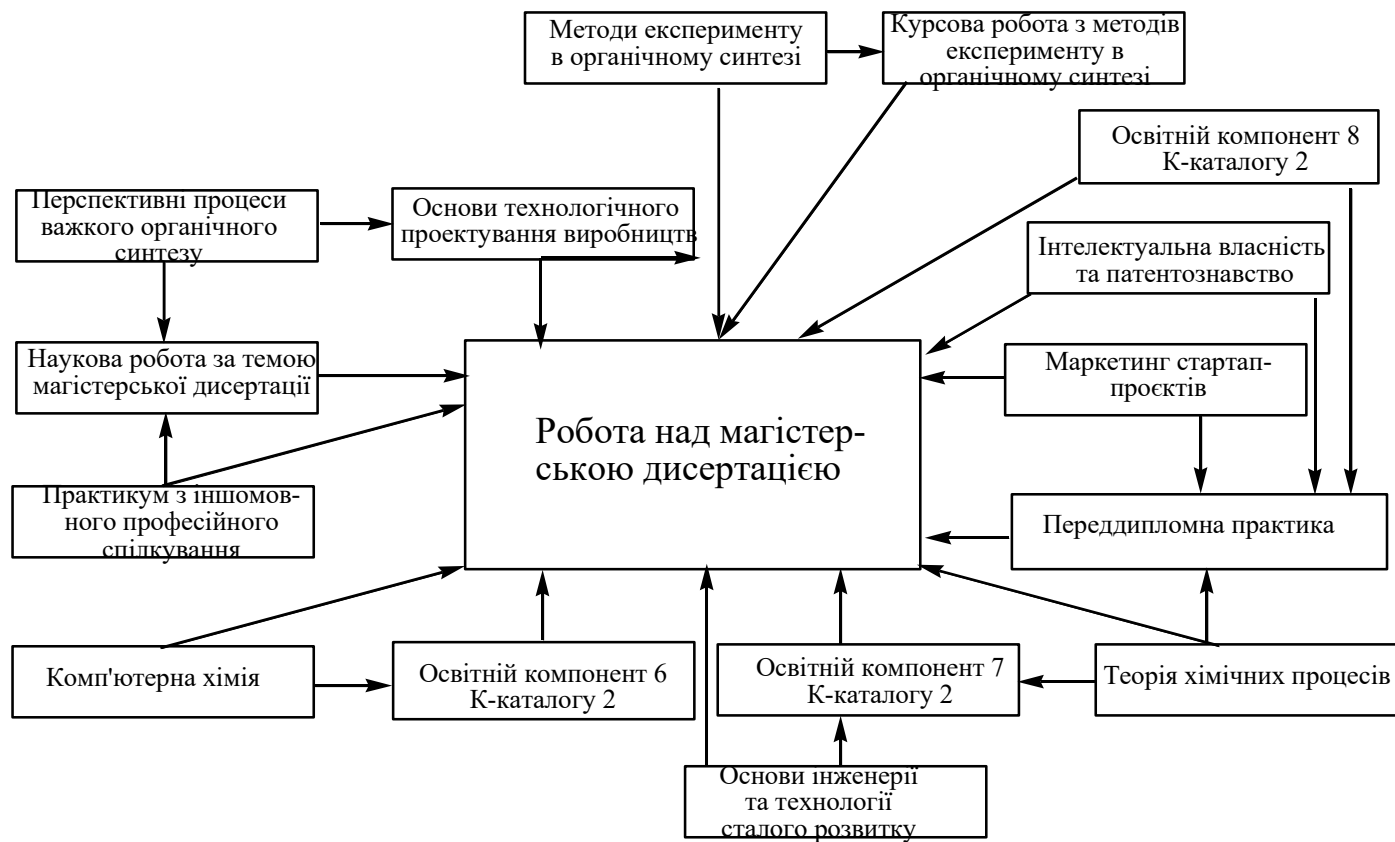 Методи експерименту
в органічному синтезі
Курсова робота з методів
експерименту в
органічному синтезі
Освітній компонент 8
К-каталогу 2
Перспективні процеси
важкого органічного
синтезу
Основи технологічного
проектування виробництв
Інтелектуальна власність
та патентознавство
Наукова робота за темою
магістерської дисертації
Маркетинг стартап-
проєктів
Робота над магістер-
ською дисертацією
Практикум з іншомов-
ного професійного
спілкування
Переддипломна практика
Комп'ютерна хімія
Освітній компонент 6
К-каталогу 2
Освітній компонент 7
К-каталогу 2
Теорія хімічних процесів
Основи інженерії
та технології
сталого розвитку